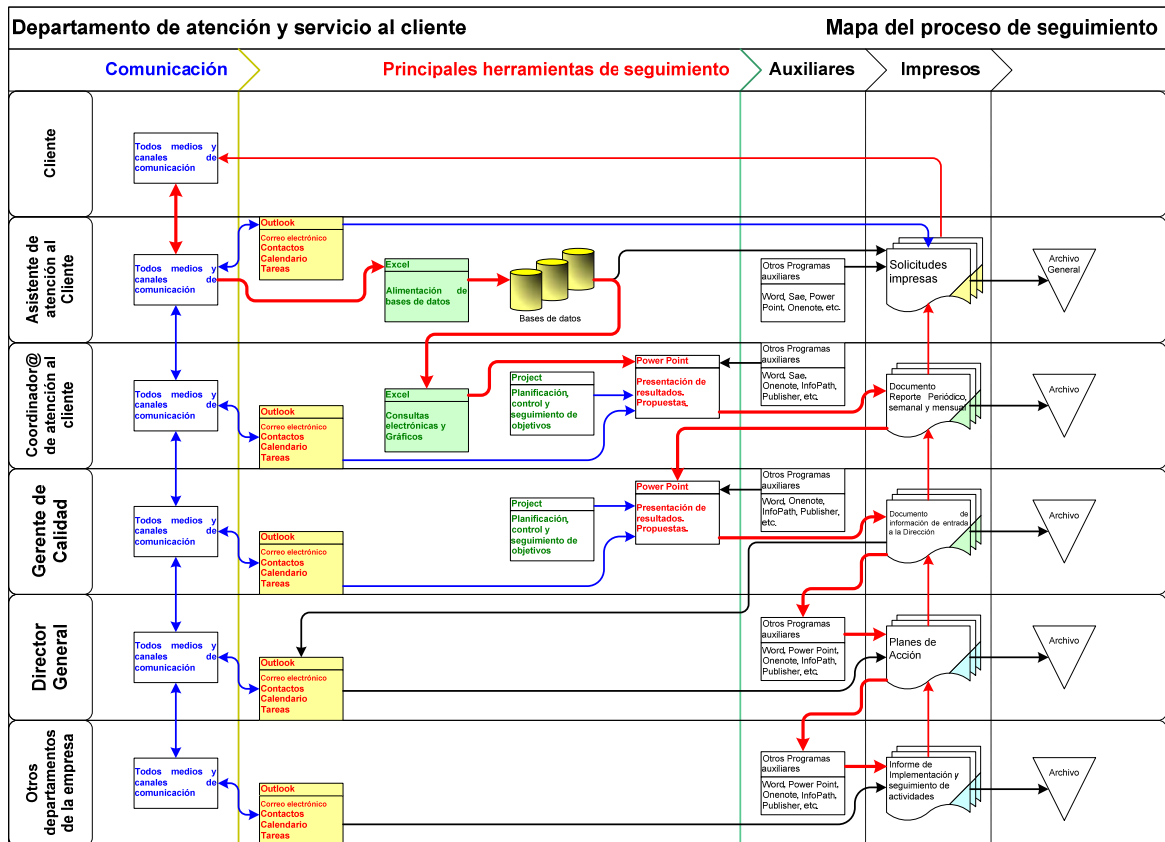 Departamento de atención y servicio al cliente
Mapa del proceso de seguimiento
Comunicación
Principales herramientas de seguimiento
Auxiliares
Impresos
Cliente
Todos medios y
canales de
comunicación
Asistente de
atención al
Cliente
Todos medios y
canales de
comunicación
Outlook
Correo electrónico
Contactos
Calendario
Tareas
Excel
Alimentación de
bases de datos
Bases de datos
Otros Programas
auxiliares
Word, Sae, Power
Point, Onenote, etc.
Solicitudes
impresas
Archivo
General
Coordinador@
de atención al
cliente
Todos medios y
canales de
comunicación
Outlook
Correo electrónico
Contactos
Calendario
Tareas
Excel
Consultas
electrónicas y
Gráficos
Project
Planificación,
control y
seguimiento de
objetivos
Power Point
Presentación de
resultados.
Propuestas.
Otros Programas
auxiliares
Word, Sae,
Onenote, InfoPath,
Publisher, etc.
Documento
Reporte Periódico,
semanal y mensual
Archivo
Gerente de
Calidad
Todos medios y
canales de
comunicación
Outlook
Correo electrónico
Contactos
Calendario
Tareas
Project
Planificación,
control y
seguimiento de
objetivos
Power Point
Presentación de
resultados.
Propuestas.
Otros Programas
auxiliares
Word, Onenote,
InfoPath, Publisher,
etc.
Documento de
información de entrada
a la Dirección
Archivo
Director
General
Todos medios y
canales de
comunicación
Outlook
Correo electrónico
Contactos
Calendario
Tareas
Otros Programas
auxiliares
Word, Power Point,
Onenote, InfoPath,
Publisher, etc.
Planes de
Acción
Archivo
Otros
departamentos
de la empresa
Todos medios y
canales de
comunicación
Outlook
Correo electrónico
Contactos
Calendario
Tareas
Otros Programas
auxiliares
Word, Power Point,
Onenote, InfoPath,
Publisher, etc.
Informe de
Implementación y
seguimiento de
actividades
Archivo